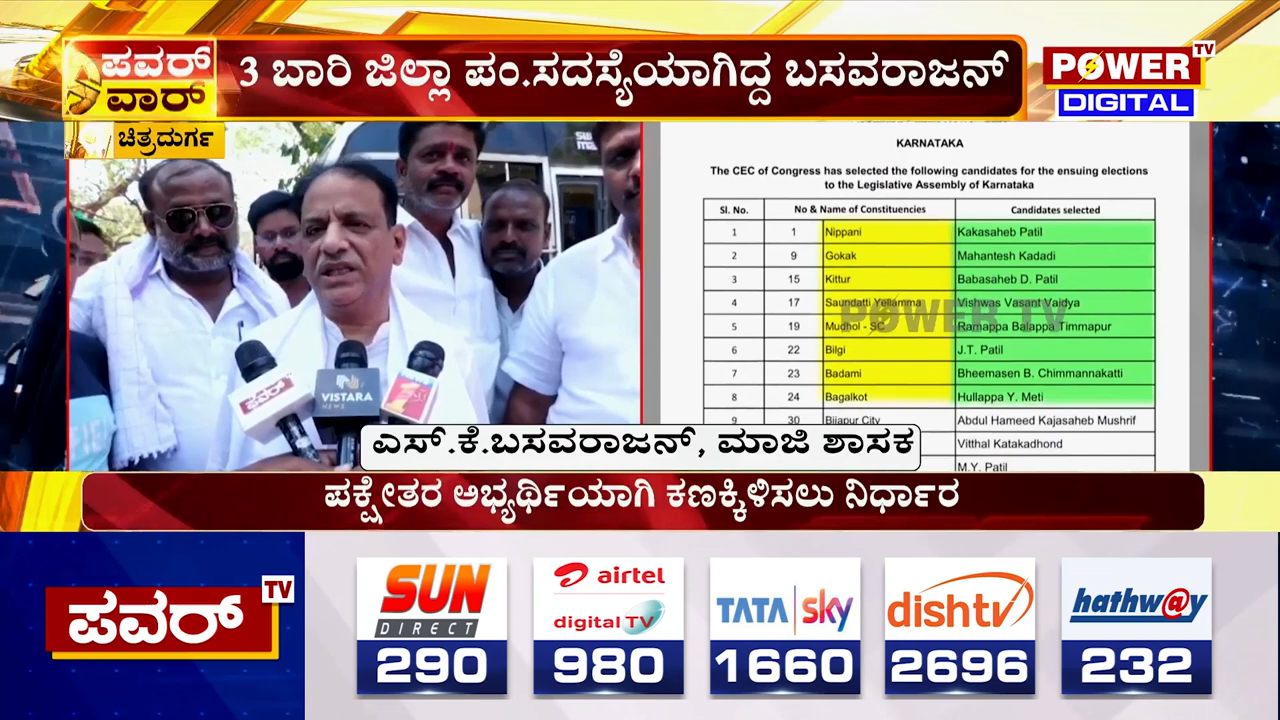 ಪವರ್
ವಾರ್
3 ಬಾರಿ ಜಿಲ್ಲಾ ಪಂ.ಸದಸ್ಯೆಯಾಗಿದ್ದ ಬಸವರಾಜನ್
POWER TV
DIGITAL
ಚಿತ್ರದುರ್ಗ
KARNATAKA
The CEC of Congress has selected the following candidates for the ensuing elections
to the Legislative Assembly of Karnataka
Sl. No. No & Name of Constituencies Candidates selected
1 1 Nippani Kakasaheb Patil
2 9 Gokak Mahantesh Kadadi
3 15 Kittur Babasaheb D. Patil
4 17 Saundatti Yellamma Vishwas Vasant Vaidya
5 19 Mudhol - SC Ramappa Balappa Timmapur
6 22 Bilgi J.T. Patil
7 23 Badami Bheemasen B. Chimmannakatti
8 24 Bagalkot Hullappa Y. Meti
9 30 Bijapur City Abdul Hameed Kajasaheb Mushrif
Vitthal Katakadhond
M.Y. Patil
POWER TV
ಪವರ್
VISTARA
NEWS
ಎಸ್.ಕೆ.ಬಸವರಾಜನ್, ಮಾಜಿ ಶಾಸಕ
ಪಕ್ಷೇತರ ಅಭ್ಯರ್ಥಿಯಾಗಿ ಕಣಕ್ಕಿಳಿಸಲು ನಿರ್ಧಾರ
ಪವರ್ TV
SUN
DIRECT
290
airtel
digital TV
980
TATA sky
1660
dishtv
2696
hathw@y
232